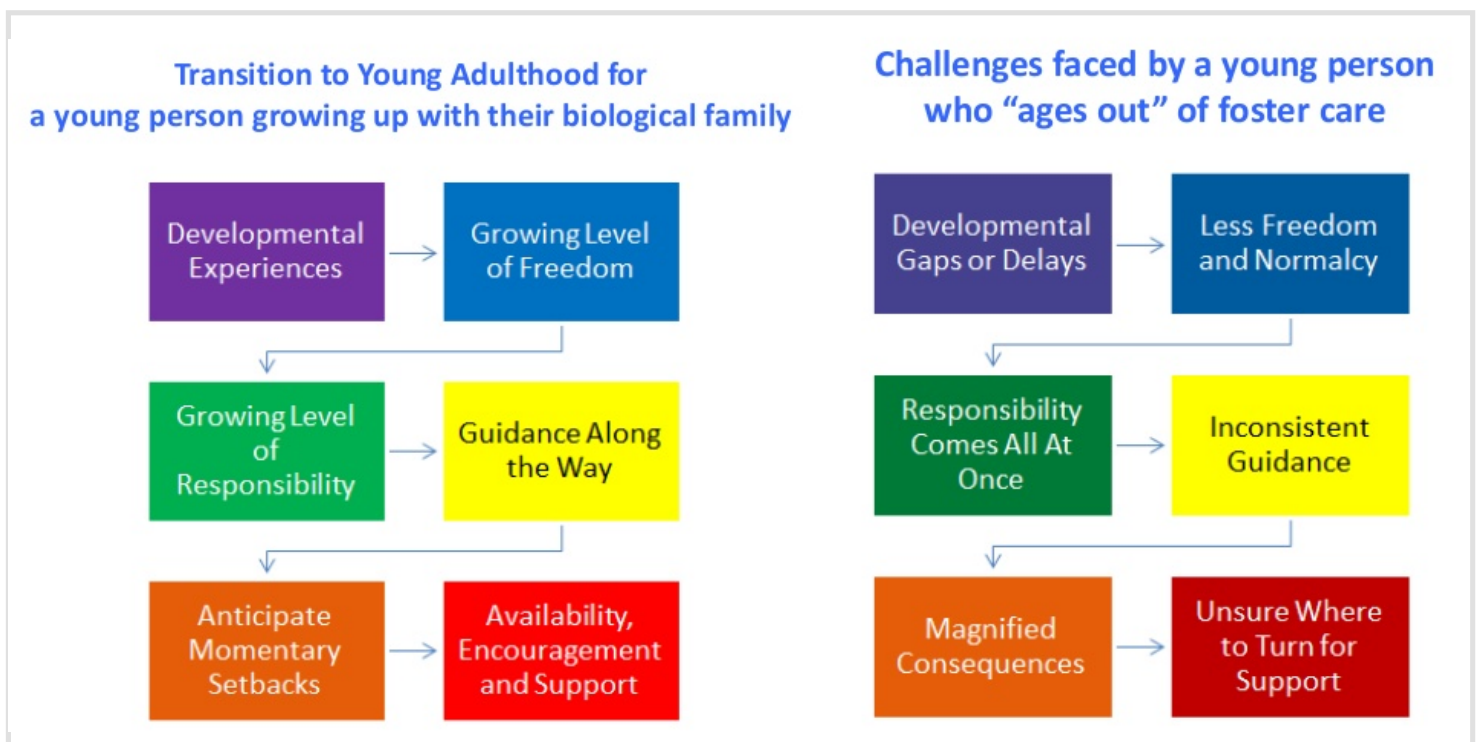 Transition to Young Adulthood for
a young person growing up with their biological family
Developmental
Experiences
Growing Level
of Freedom
Growing Level
of
Responsibility
Guidance Along
the Way
Anticipate
Momentary
Setbacks
Availability,
Encouragement
and Support
Challenges faced by a young person
who “ages out” of foster care
Developmental
Gaps or Delays
Less Freedom
and Normalcy
Responsibility
Comes All At
Once
Inconsistent
Guidance
Magnified
Consequences
Unsure Where
to Turn for
Support